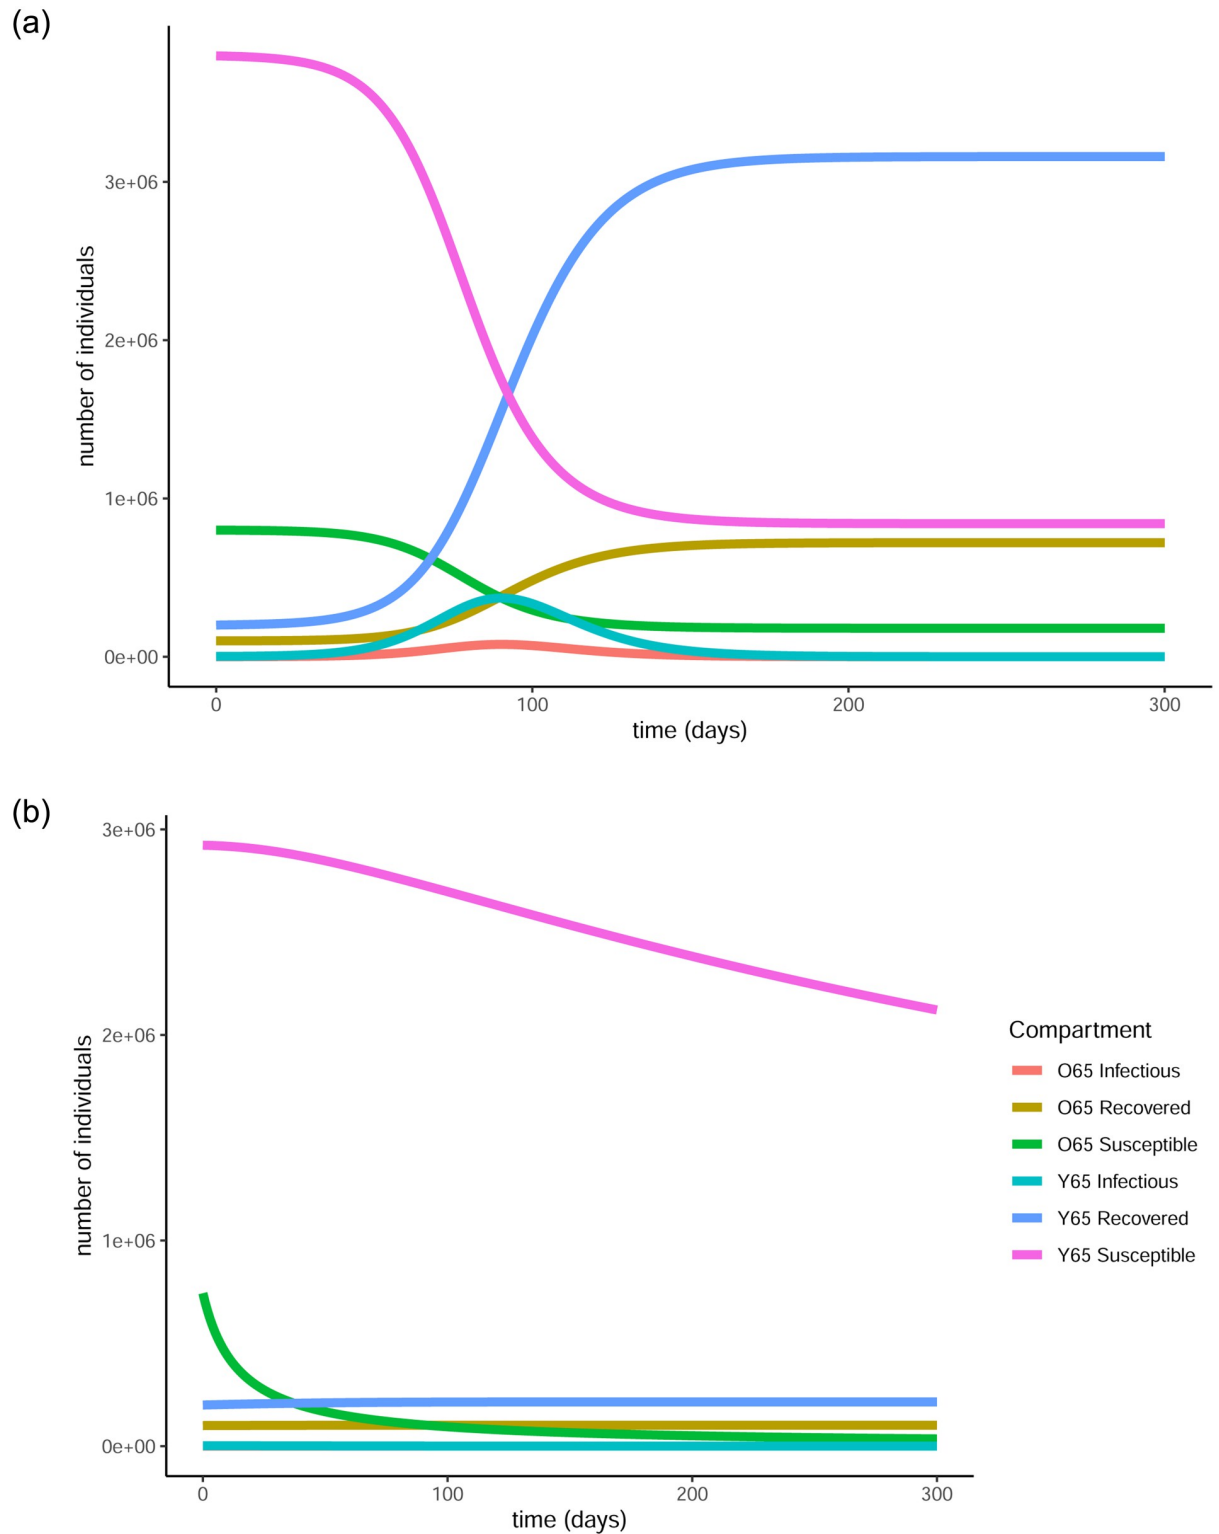 (a)
number of individuals
3e+06
2e+06
1e+06
0e+00
0 100 200 300
time (days)
(b)
number of individuals
3e+06
2e+06
1e+06
0e+00
0 100 200 300
time (days)
Compartment
O65 Infectious
O65 Recovered
O65 Susceptible
Y65 Infectious
Y65 Recovered
Y65 Susceptible